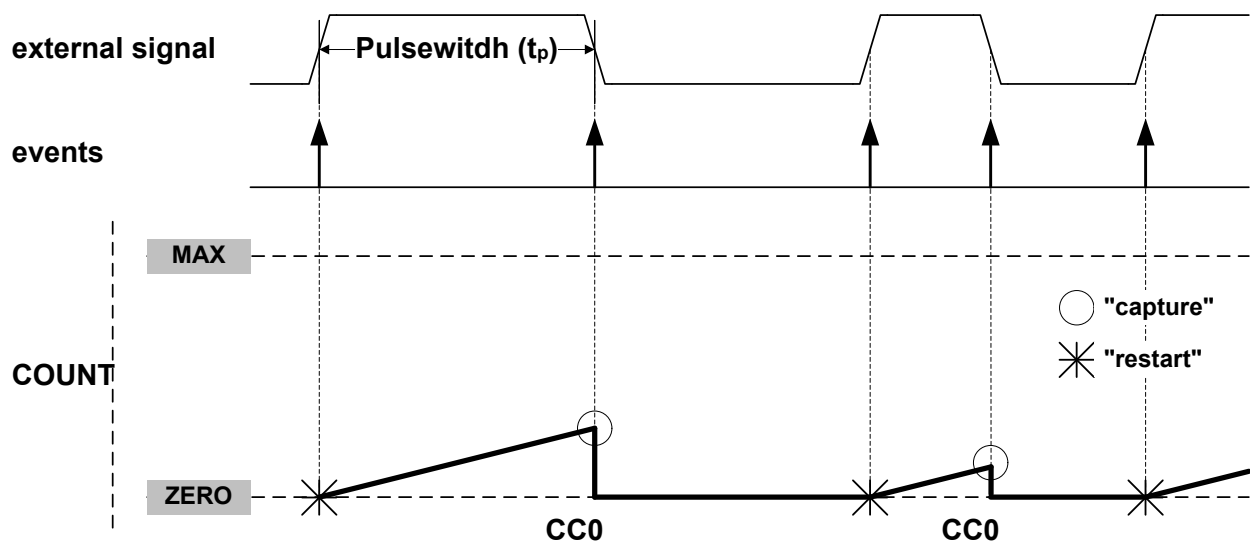 external signal
Pulsewitdh (tp)
events
MAX
"capture"
"restart"
COUNT
ZERO
CC0
CC0